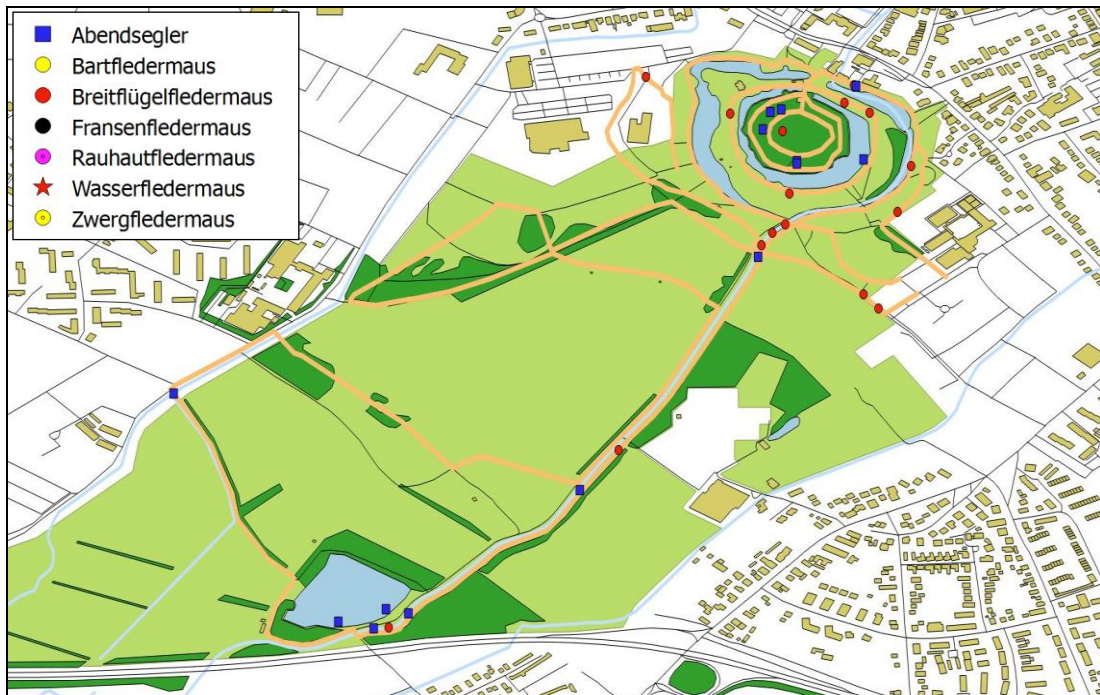 Abendsegler
Bartfledermaus
Breitflügelfledermaus
Fransenfledermaus
Rauhautfledermaus
Wasserfledermaus
Zwergfledermaus